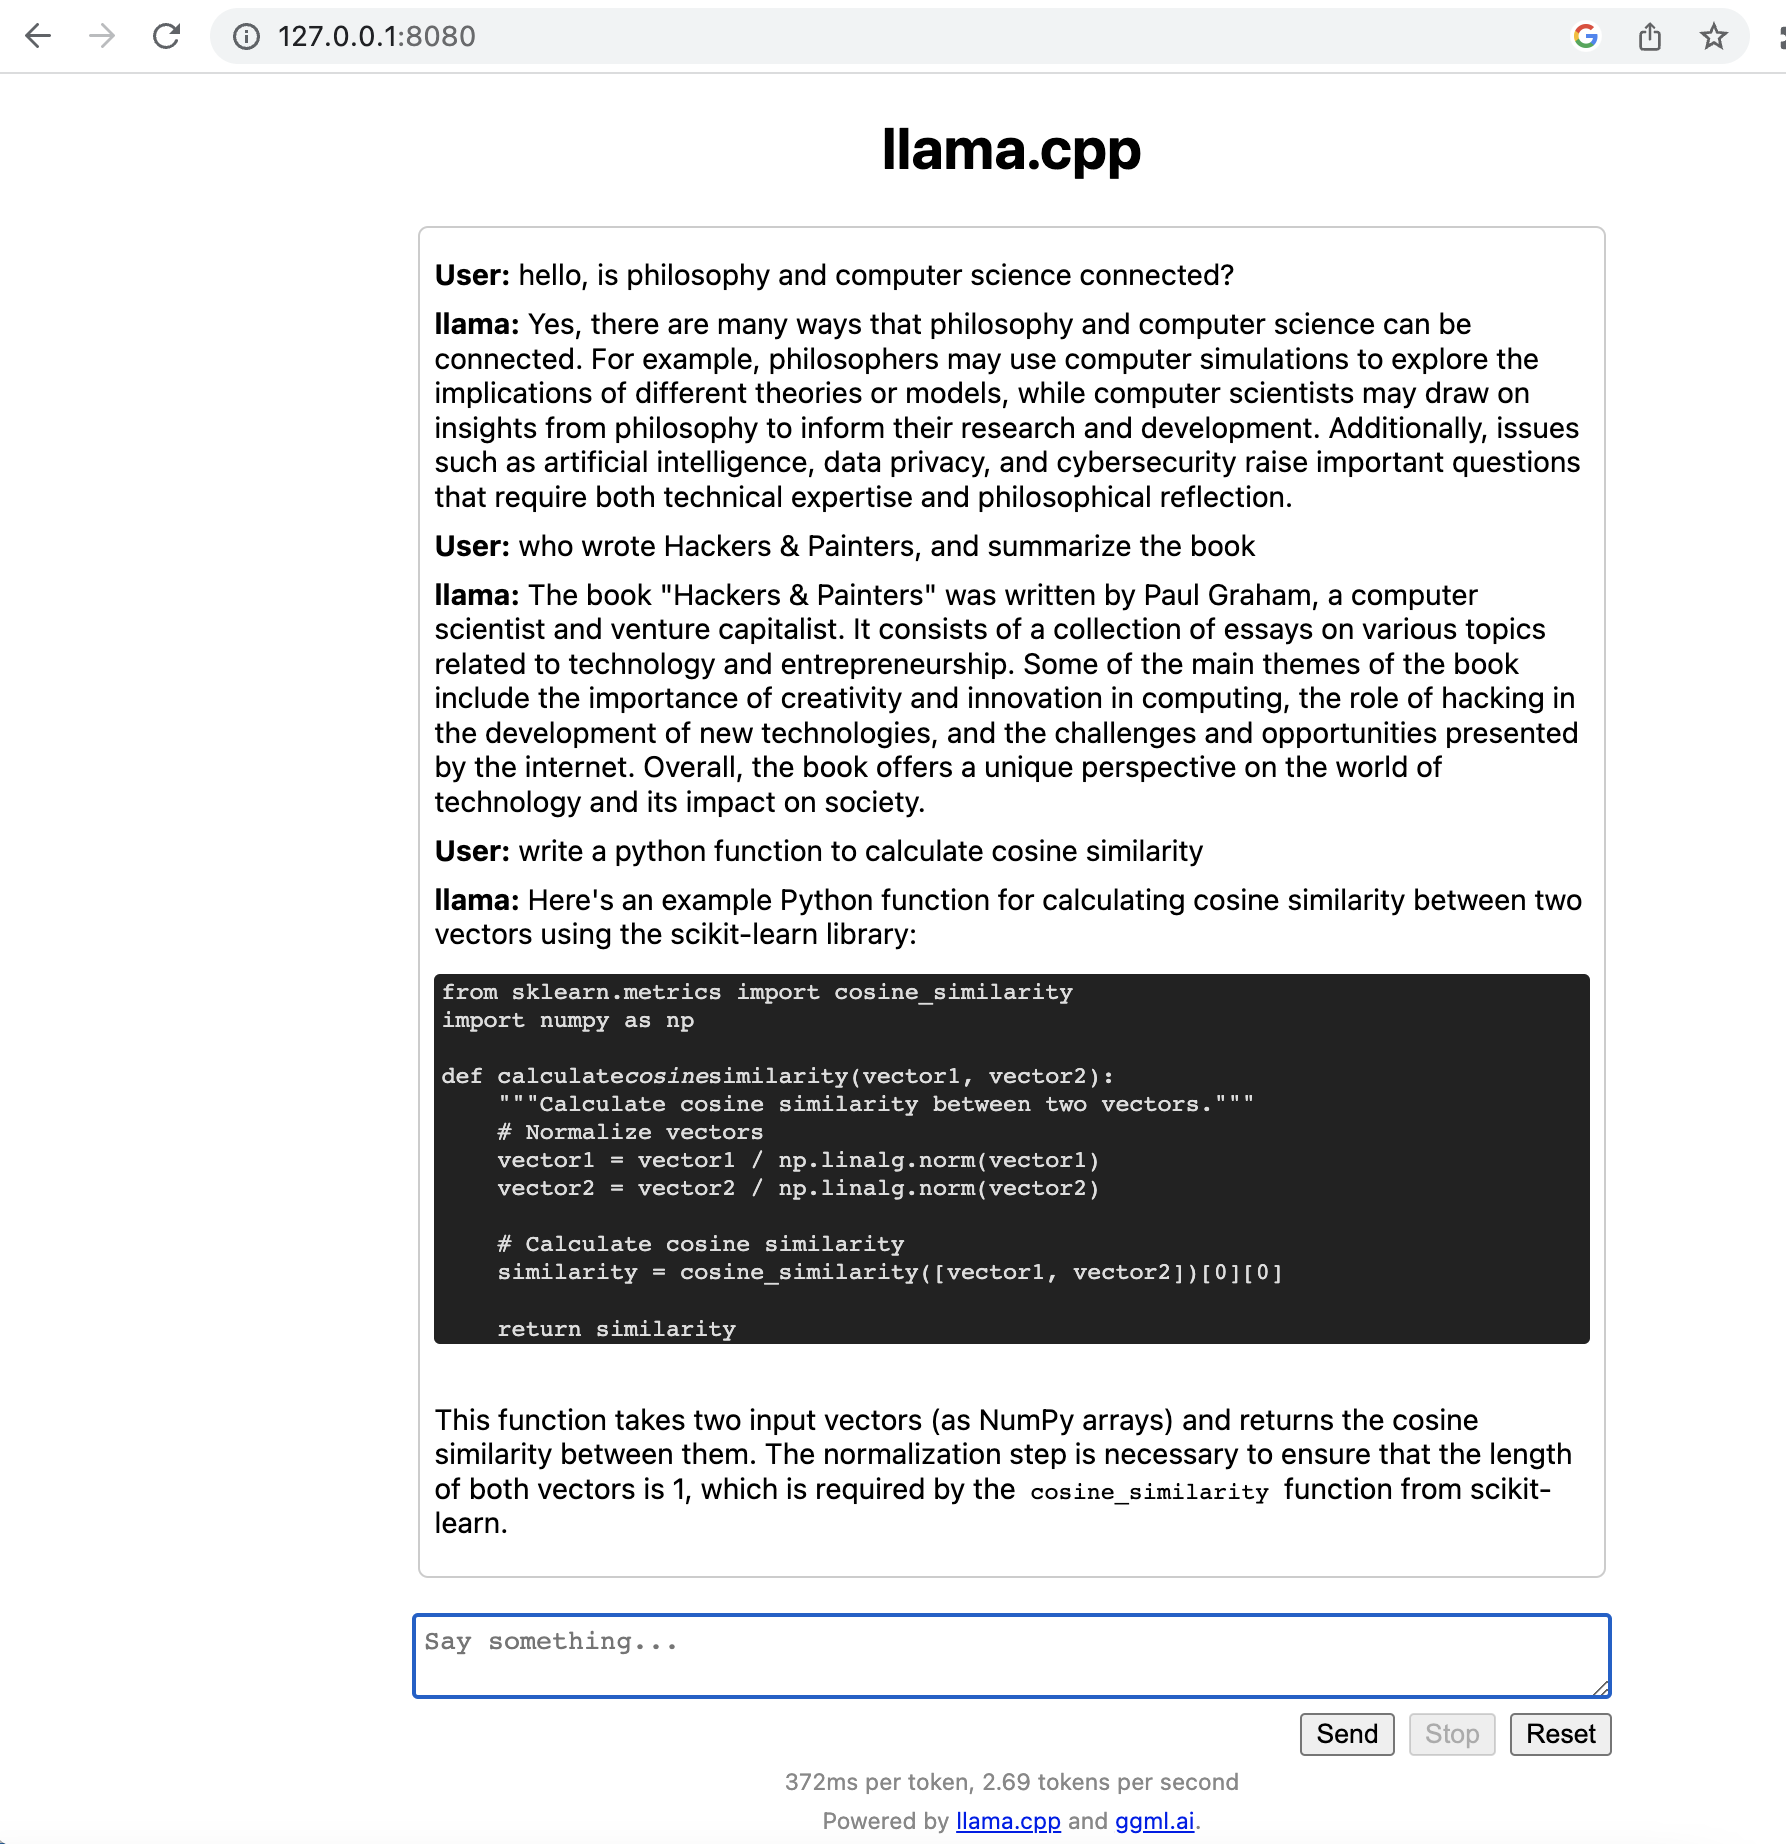 127.0.0.1:8080
llama.cpp
User: hello, is philosophy and computer science connected?
llama: Yes, there are many ways that philosophy and computer science can be
connected. For example, philosophers may use computer simulations to explore the
implications of different theories or models, while computer scientists may draw on
insights from philosophy to inform their research and development. Additionally, issues
such as artificial intelligence, data privacy, and cybersecurity raise important questions
that require both technical expertise and philosophical reflection.
User: who wrote Hackers & Painters, and summarize the book
llama: The book "Hackers & Painters" was written by Paul Graham, a computer
scientist and venture capitalist. It consists of a collection of essays on various topics
related to technology and entrepreneurship. Some of the main themes of the book
include the importance of creativity and innovation in computing, the role of hacking in
the development of new technologies, and the challenges and opportunities presented
by the internet. Overall, the book offers a unique perspective on the world of
technology and its impact on society.
User: write a python function to calculate cosine similarity
llama: Here's an example Python function for calculating cosine similarity between two
vectors using the scikit-learn library:
from sklearn.metrics import cosine_similarity
import numpy as np
def calculatecosinesimilarity(vector1, vector2):
    """Calculate cosine similarity between two vectors."""
    # Normalize vectors
    vector1 = vector1 / np.linalg.norm(vector1)
    vector2 = vector2 / np.linalg.norm(vector2)
    # Calculate cosine similarity
    similarity = cosine_similarity([vector1, vector2])[0][0]
    return similarity
This function takes two input vectors (as NumPy arrays) and returns the cosine
similarity between them. The normalization step is necessary to ensure that the length
of both vectors is 1, which is required by the cosine_similarity function from scikit-
learn.
Say something...
Send Stop Reset
372ms per token, 2.69 tokens per second
Powered by llama.cpp and ggml.ai.